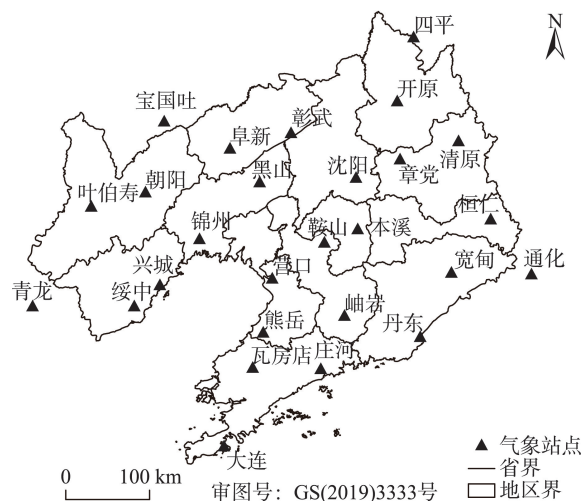 四平
N
开原
宝国吐
彰武
阜新
清原
沈阳
章党
黑山
朝阳
叶伯寿
桓仁
锦州
鞍山
本溪
兴城
营口
宽甸
通化
青龙
绥中
岫岩
丹东
熊岳
瓦房店
庄河
大连
气象站点
省界
地区界
0 100 km
审图号：GS(2019)3333号